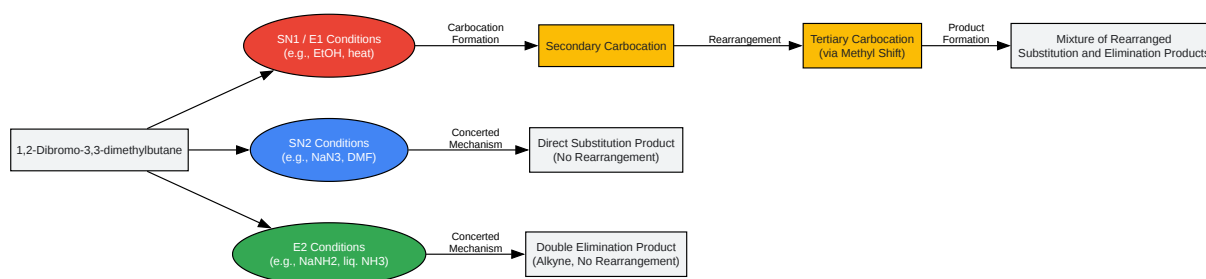 SN1 / E1 Conditions
(e.g., EtOH, heat)
Carbocation
Formation
Secondary Carbocation
Rearrangement
Tertiary Carbocation
(via Methyl Shift)
Product
Formation
Mixture of Rearranged
Substitution and Elimination Products
1,2-Dibromo-3,3-dimethylbutane
SN2 Conditions
(e.g., NaN3, DMF)
Concerted
Mechanism
Direct Substitution Product
(No Rearrangement)
E2 Conditions
(e.g., NaNH2, liq. NH3)
Concerted
Mechanism
Double Elimination Product
(Alkyne, No Rearrangement)